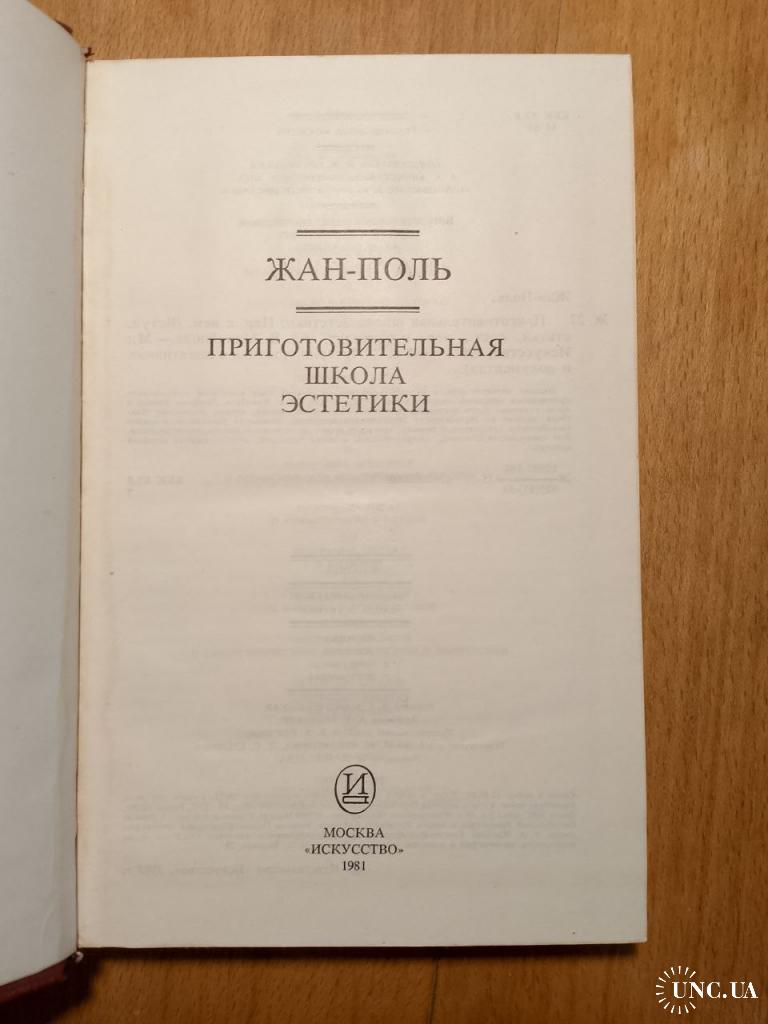 ЖАН-ПОЛЬ
ПРИГОТОВИТЕЛЬНАЯ
ШКОЛА
ЭСТЕТИКИ
И
МОСКВА
«ИСКУССТВО»
1981
UNC.UA